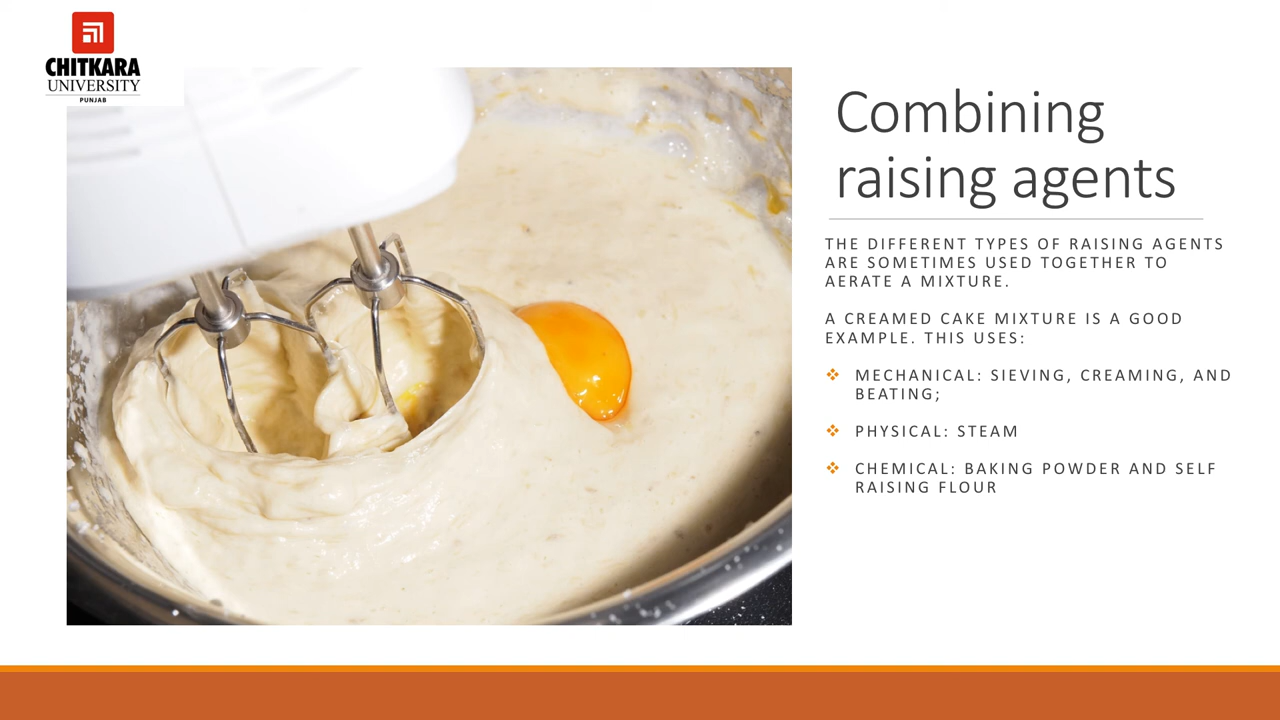 CHITKARA
UNIVERSITY
PUNJAB
Combining
raising agents
THE DIFFERENT TYPES OF RAISING AGENTS
ARE SOMETIMES USED TOGETHER TO
AERATE A MIXTURE.
A CREAMED CAKE MIXTURE IS A GOOD
EXAMPLE. THIS USES:
❖ MECHANICAL: SIEVING, CREAMING, AND
BEATING;
❖ PHYSICAL: STEAM
❖ CHEMICAL: BAKING POWDER AND SELF
RAISING FLOUR